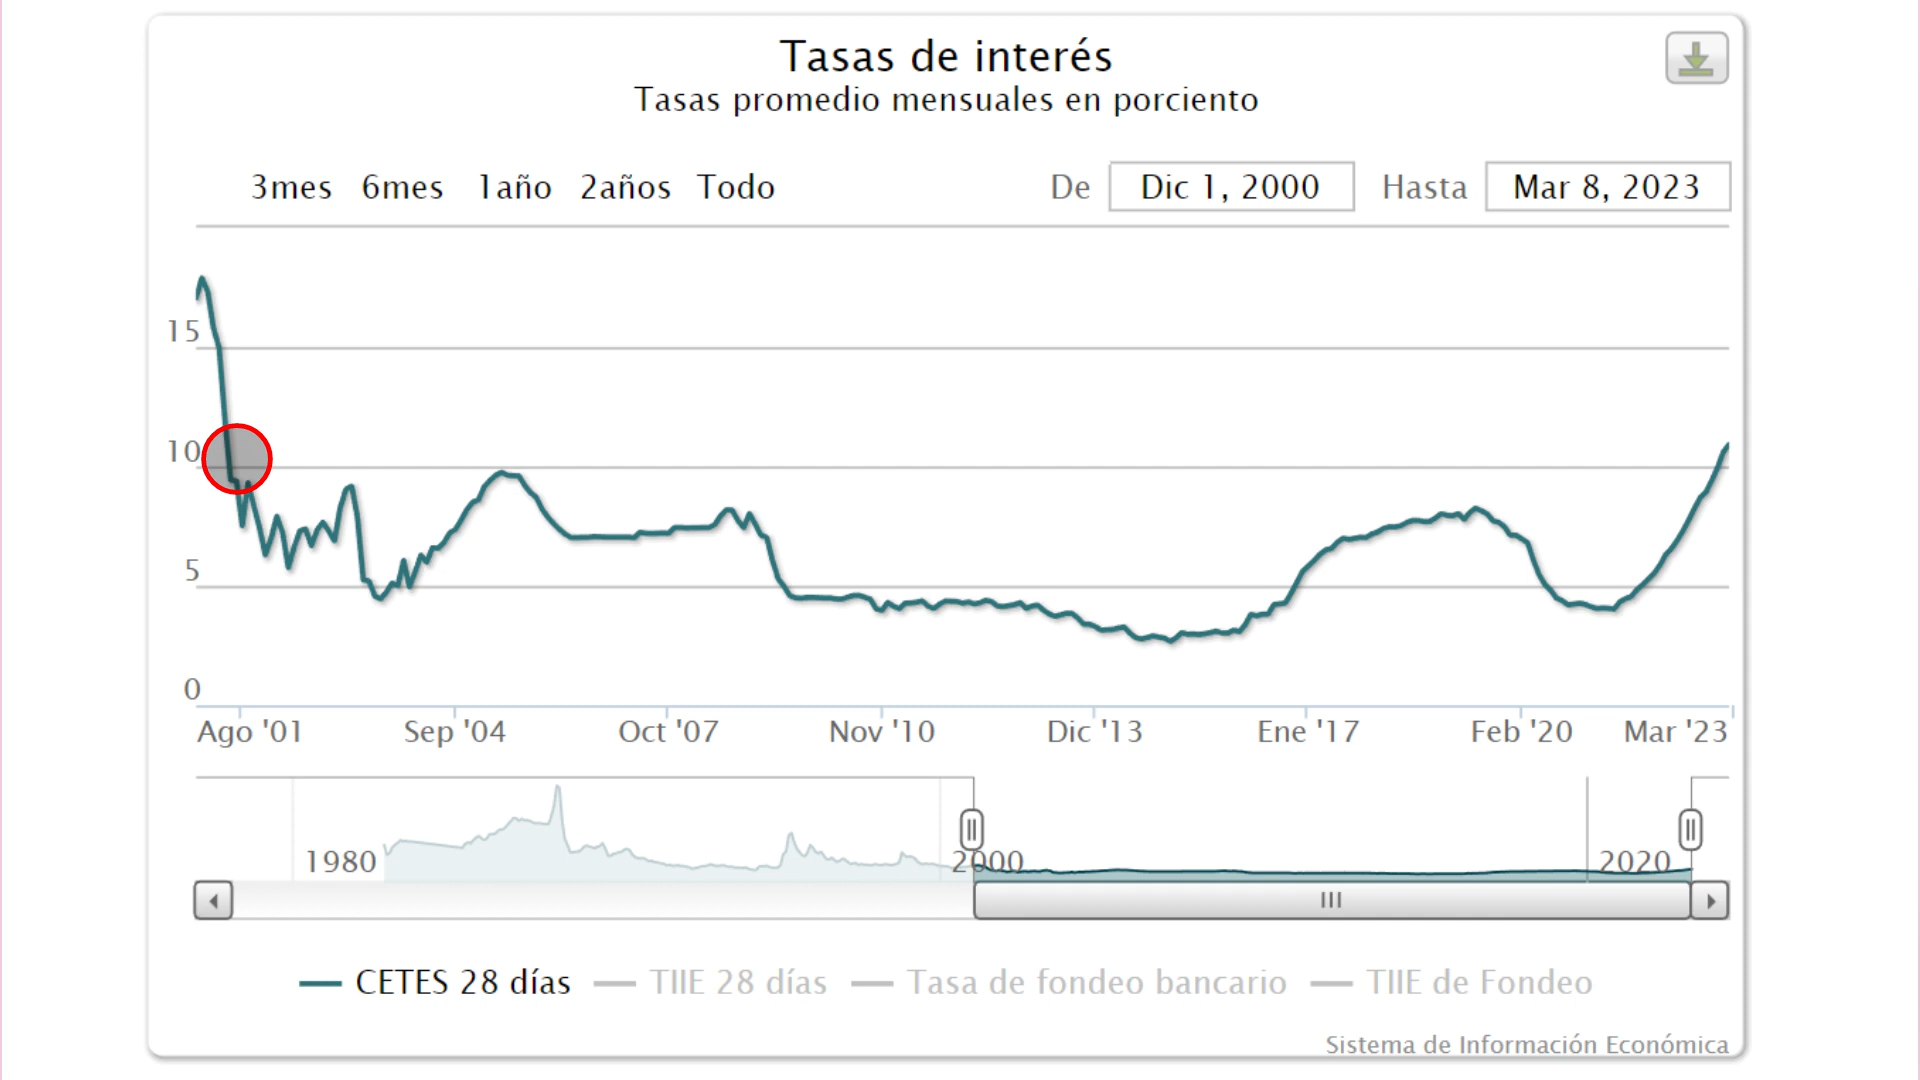 Tasas de interés
Tasas promedio mensuales en porciento
3mes 6mes 1año 2años Todo De Dic 1, 2000 Hasta Mar 8, 2023
15
10
5
0
Ago '01 Sep '04 Oct '07 Nov '10 Dic '13 Ene '17 Feb '20 Mar '23
1980 2000 2020
CETES 28 días TIIE 28 días Tasa de fondeo bancario TIIE de Fondeo
Sistema de Información Económica